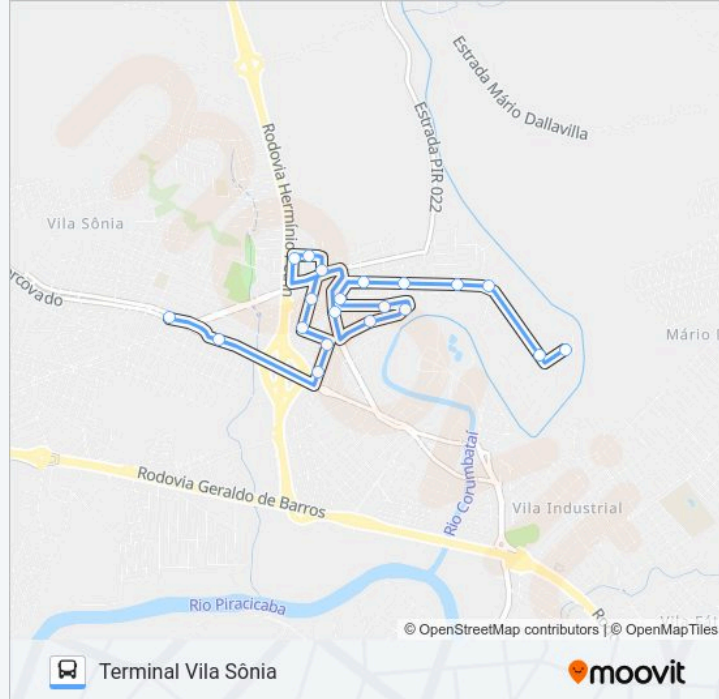 Estrada Mário Dallavilla
Estrada PIR 022
Rodovia Hermínio
Vila Sônia
Mário
Rio Corumbataí
Rodovia Geraldo de Barros
Vila Industrial
Rio Piracicaba
© OpenStreetMap contributors | © OpenMapTiles
Terminal Vila Sônia
moovit